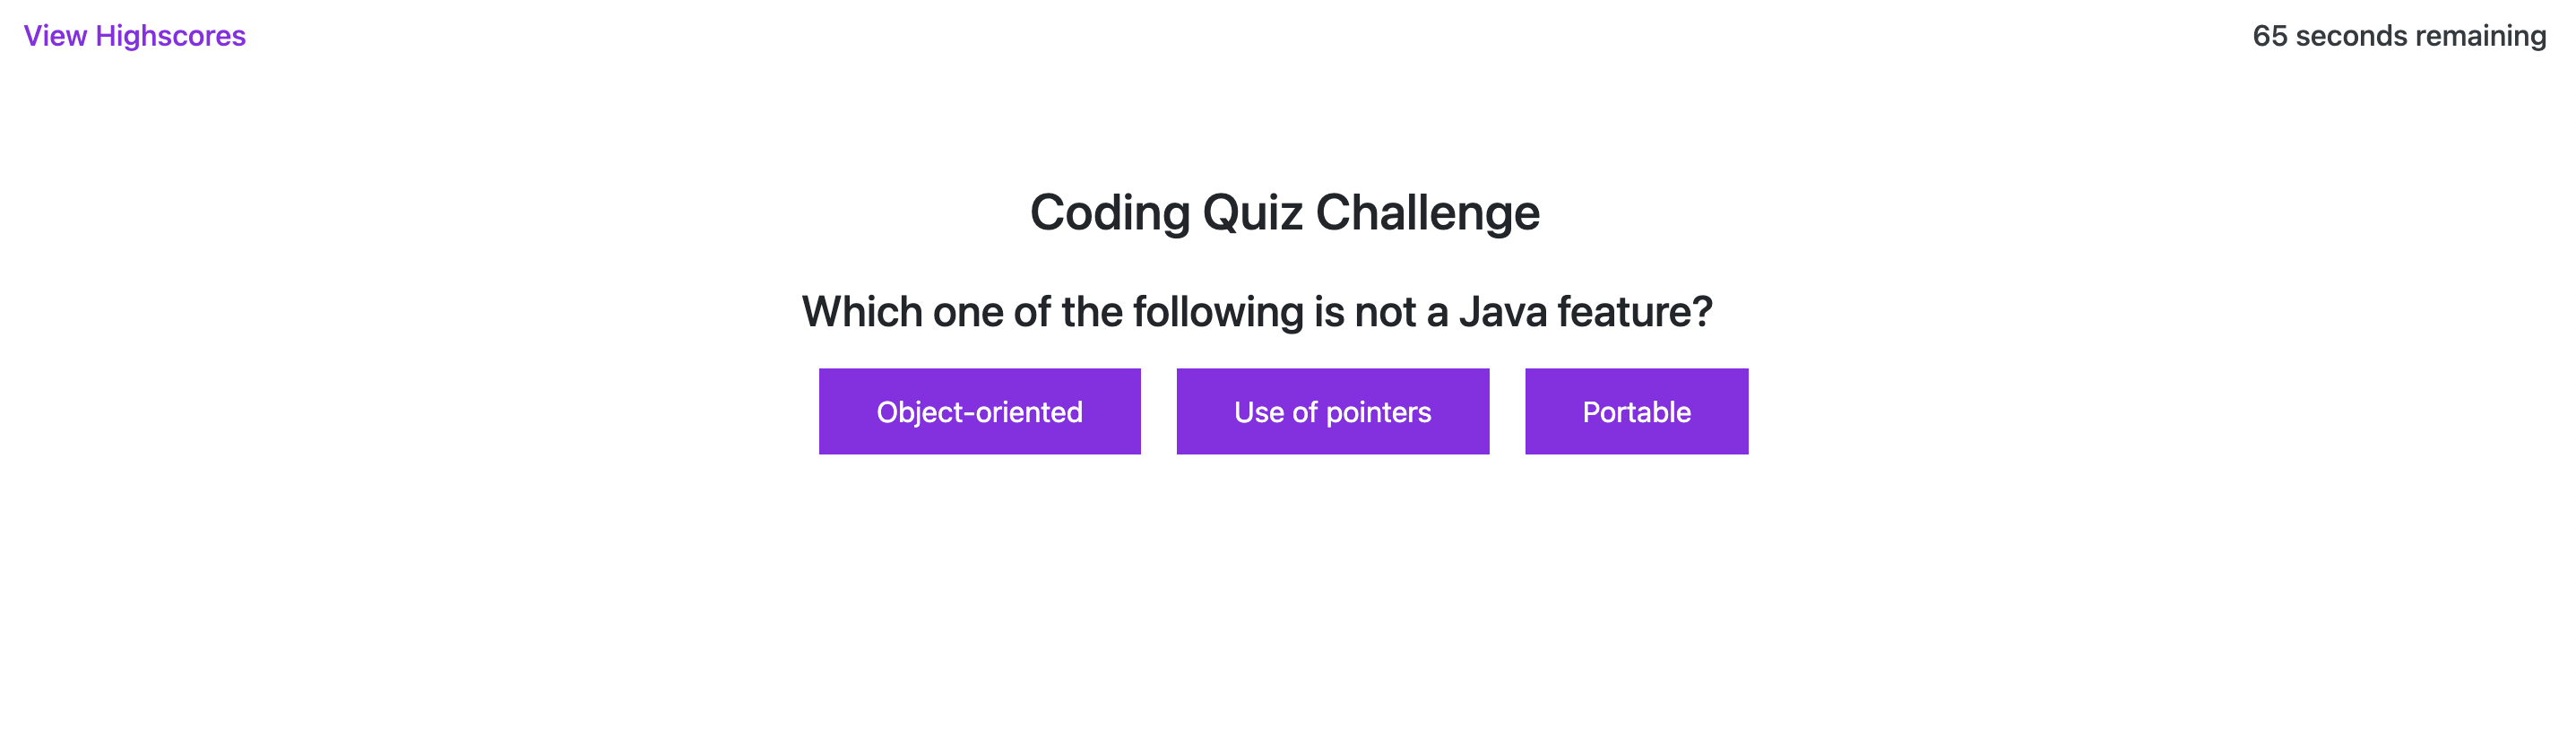 View Highscores
65 seconds remaining
Coding Quiz Challenge
Which one of the following is not a Java feature?
Object-oriented
Use of pointers
Portable